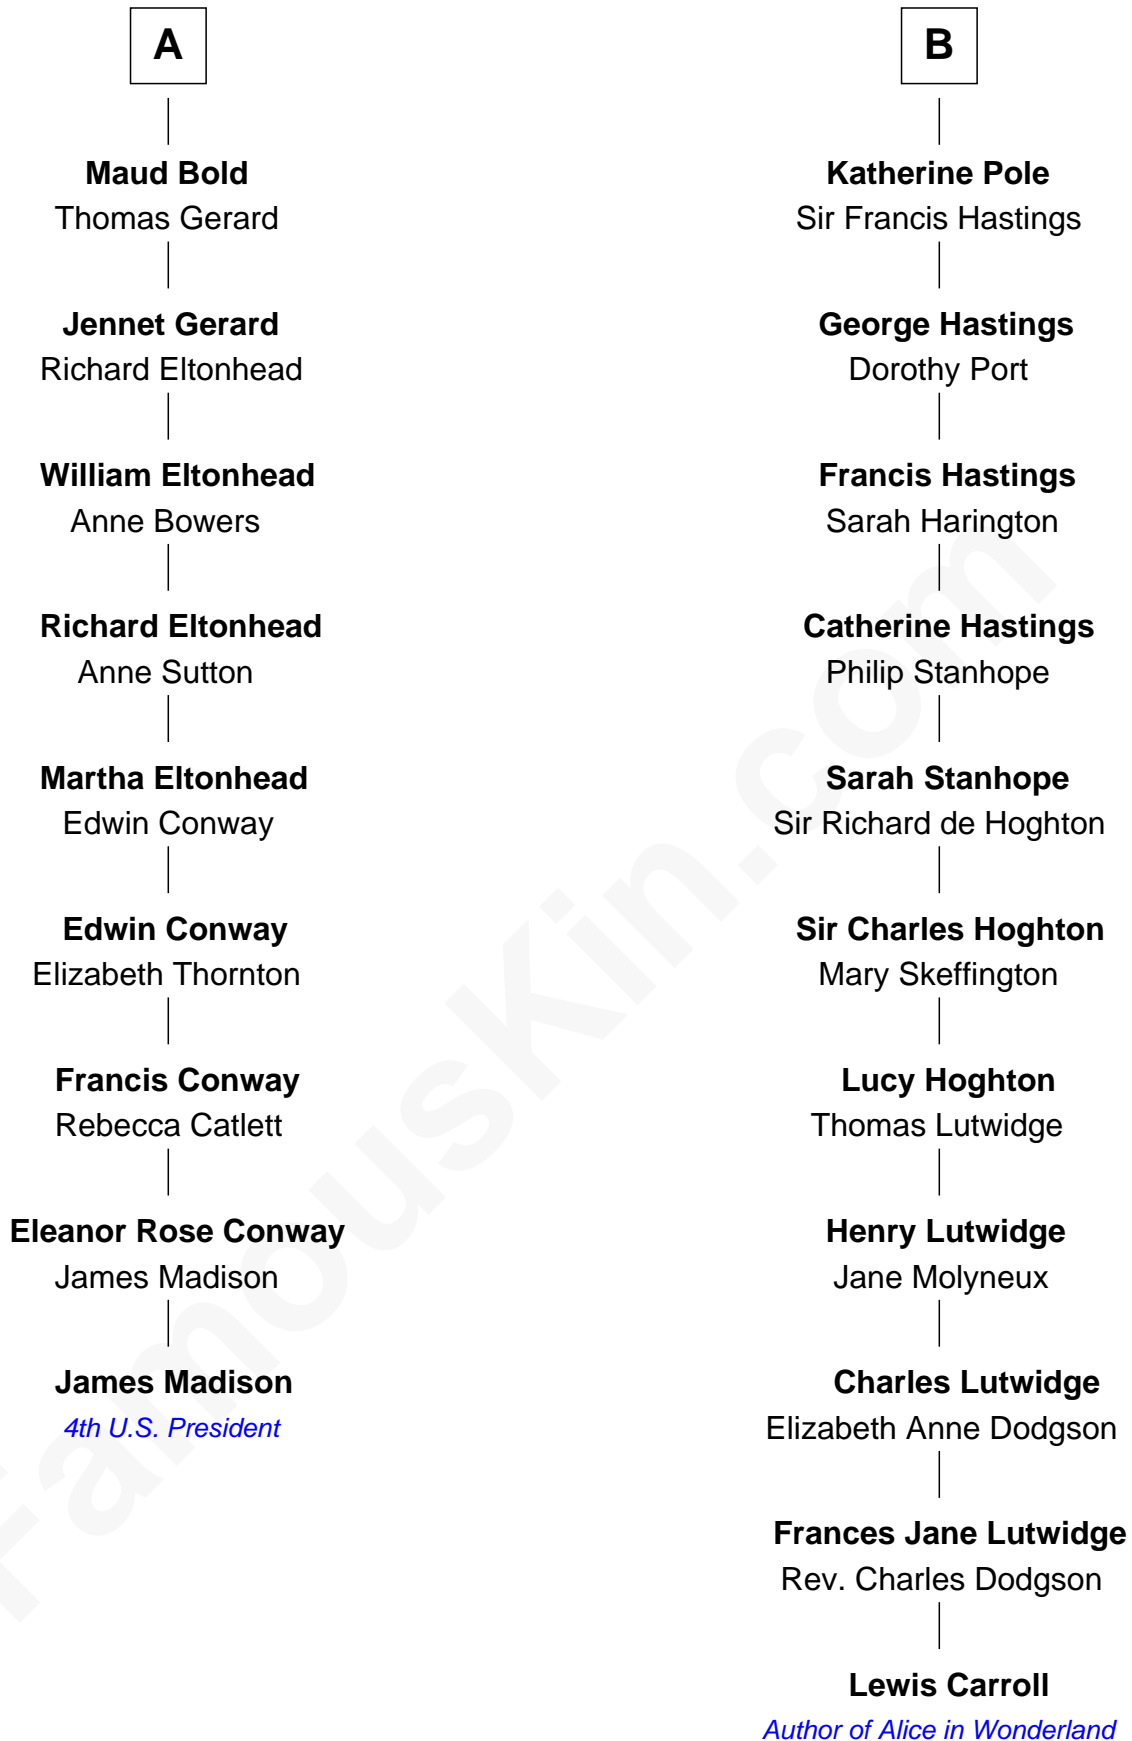 A
Maud Bold
Thomas Gerard
Jennet Gerard
Richard Eltonhead
William Eltonhead
Anne Bowers
Richard Eltonhead
Anne Sutton
Martha Eltonhead
Edwin Conway
Edwin Conway
Elizabeth Thornton
Francis Conway
Rebecca Catlett
Eleanor Rose Conway
James Madison
James Madison
4th U.S. President
B
Katherine Pole
Sir Francis Hastings
George Hastings
Dorothy Port
Francis Hastings
Sarah Harington
Catherine Hastings
Philip Stanhope
Sarah Stanhope
Sir Richard de Hoghton
Sir Charles Hoghton
Mary Skeffington
Lucy Hoghton
Thomas Lutwidge
Henry Lutwidge
Jane Molyneux
Charles Lutwidge
Elizabeth Anne Dodgson
Frances Jane Lutwidge
Rev. Charles Dodgson
Lewis Carroll
Author of Alice in Wonderland
FamousKin.com